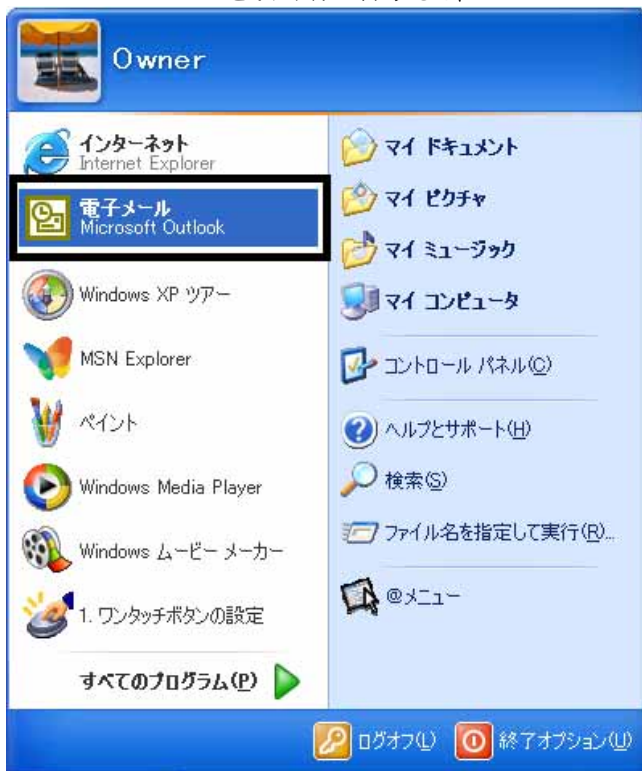 Owner
インターネット
Internet Explorer
電子メール
Microsoft Outlook
Windows XP ツアー
MSN Explorer
ペイント
Windows Media Player
Windows ムービー メーカー
1. ワンタッチボタンの設定
すべてのプログラム(P)
マイ ドキュメント
マイ ピクチャ
マイ ミュージック
マイ コンピュータ
コントロール パネル(C)
ヘルプとサポート(H)
検索(S)
ファイル名を指定して実行(R)...
@メニュー
ログオフ(L)
終了オプション(U)